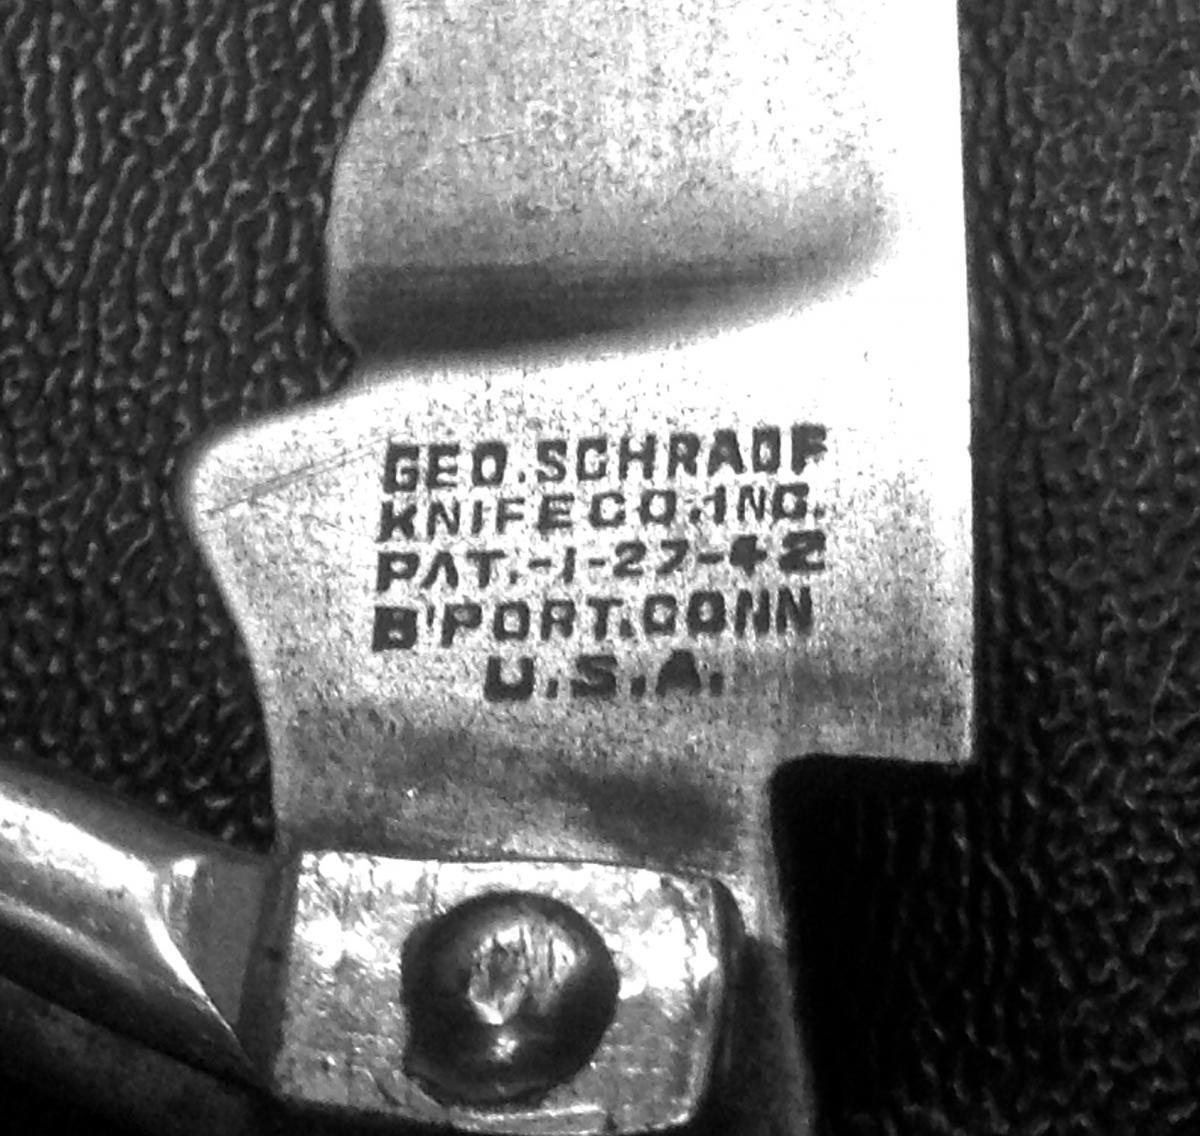 GEO. SCHRADE
KNIFE CO. INC.
PAT.-1-27-42
B'PORT. CONN
U.S.A.